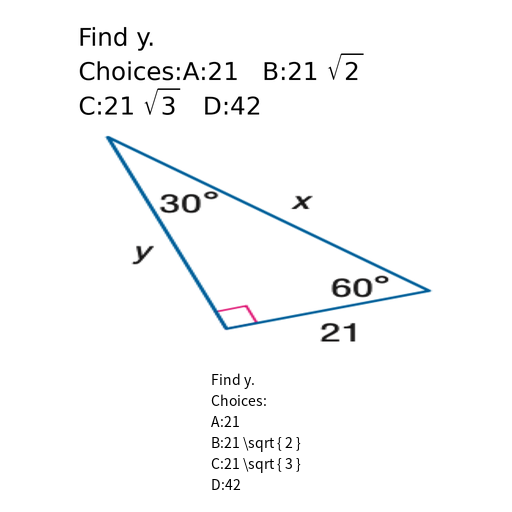 Find y.
Choices:A:21 B:21 √2
C:21 √3 D:42
30°
x
y
60°
21
Find y.
Choices:
A:21
B:21 \sqrt { 2 }
C:21 \sqrt { 3 }
D:42